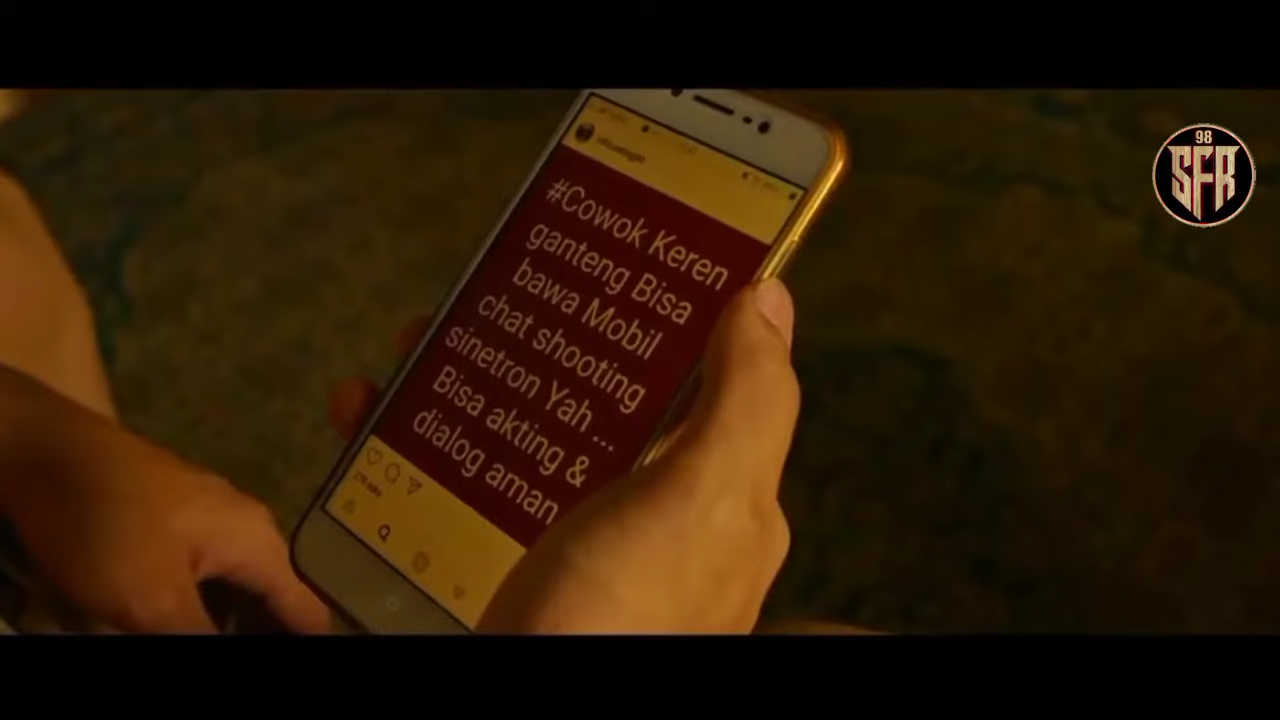 98
SFR
#Cowok Keren
ganteng Bisa
bawa Mobil
chat shooting
sinetron Yah ...
Bisa akting &
dialog aman